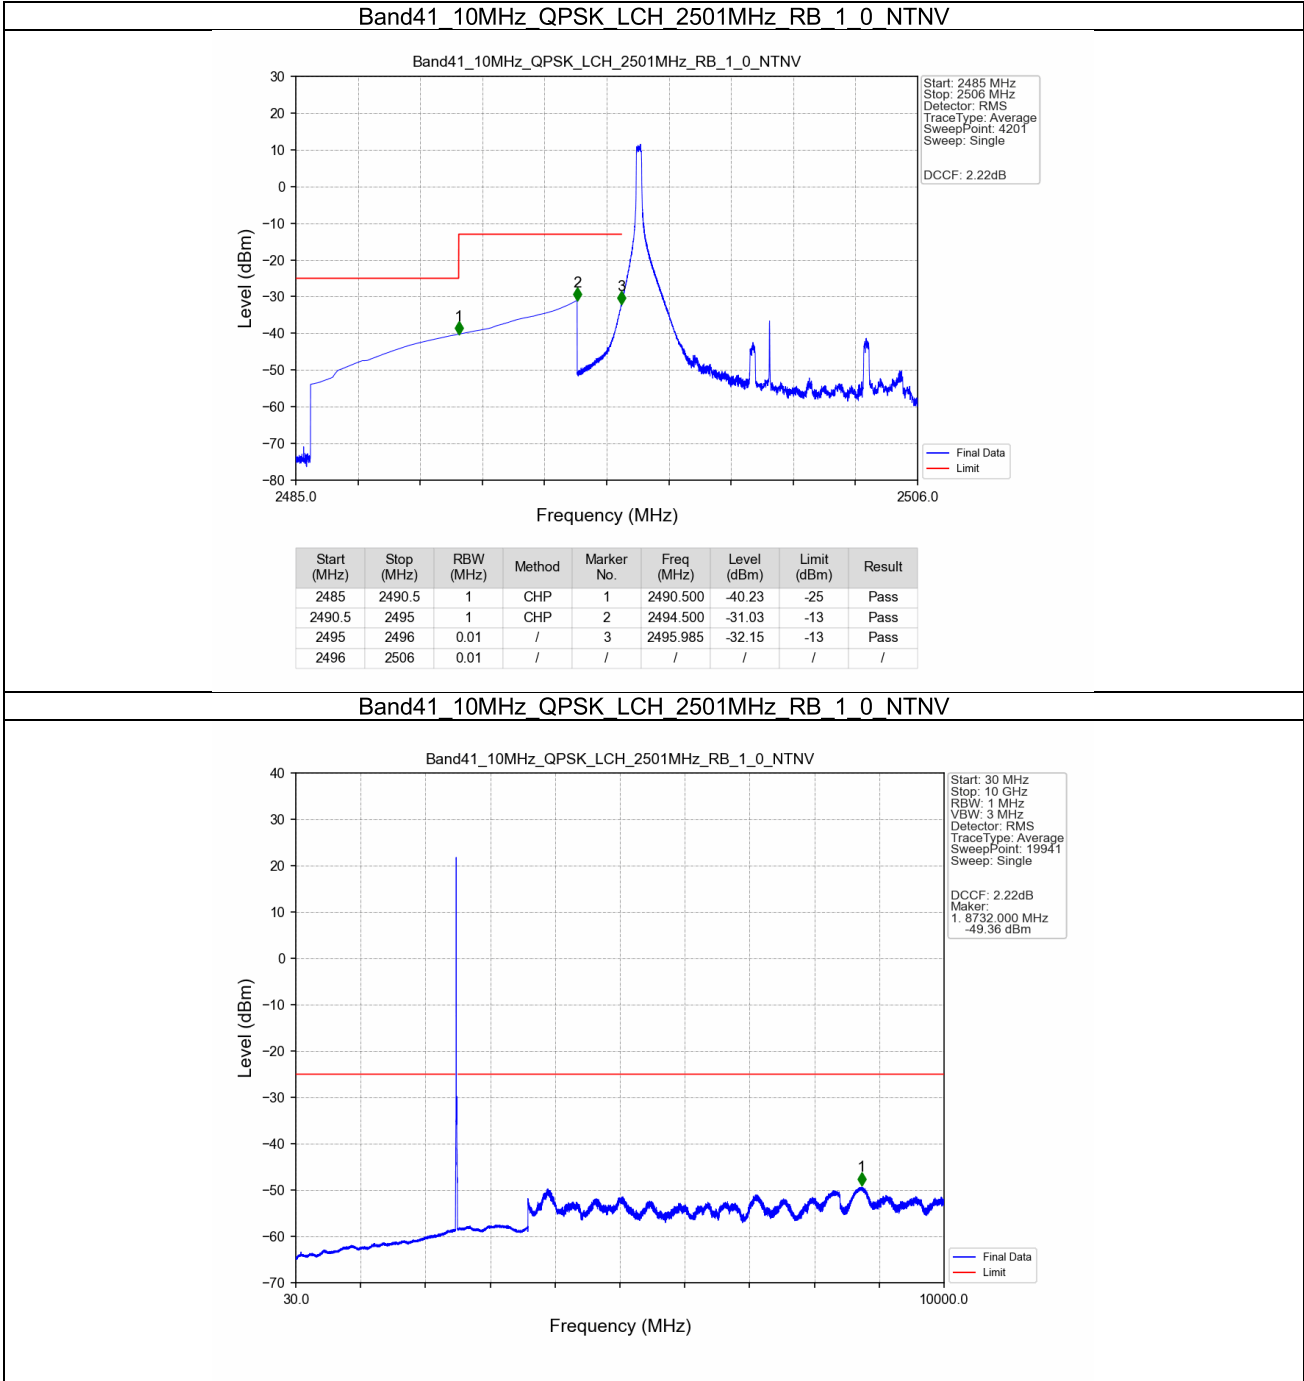 Band41_10MHz_QPSK_LCH_2501MHz_RB_1_0_NTNV
Band41_10MHz_QPSK_LCH_2501MHz_RB_1_0_NTNV
Start: 2485 MHz
Stop: 2506 MHz
Detector: RMS
TraceType: Average
SweepPoint: 4201
Sweep: Single
DCCF: 2.22dB
30
20
10
0
−10
−20
−30
−40
−50
−60
−70
−80
Level (dBm)
1
2
3
Final Data
Limit
2485.0
2506.0
Frequency (MHz)
Start (MHz) Stop (MHz) RBW (MHz) Method Marker No. Freq (MHz) Level (dBm) Limit (dBm) Result
2485 2490.5 1 CHP 1 2490.500 -40.23 -25 Pass
2490.5 2495 1 CHP 2 2494.500 -31.03 -13 Pass
2495 2496 0.01 / 3 2495.985 -32.15 -13 Pass
2496 2506 0.01 / / / / / /
Band41_10MHz_QPSK_LCH_2501MHz_RB_1_0_NTNV
Band41_10MHz_QPSK_LCH_2501MHz_RB_1_0_NTNV
Start: 30 MHz
Stop: 10 GHz
RBW: 1 MHz
VBW: 3 MHz
Detector: RMS
TraceType: Average
SweepPoint: 19941
Sweep: Single
DCCF: 2.22dB
Maker:
1. 8732.000 MHz
-49.36 dBm
40
30
20
10
0
−10
−20
−30
−40
−50
−60
−70
Level (dBm)
1
Final Data
Limit
30.0
10000.0
Frequency (MHz)